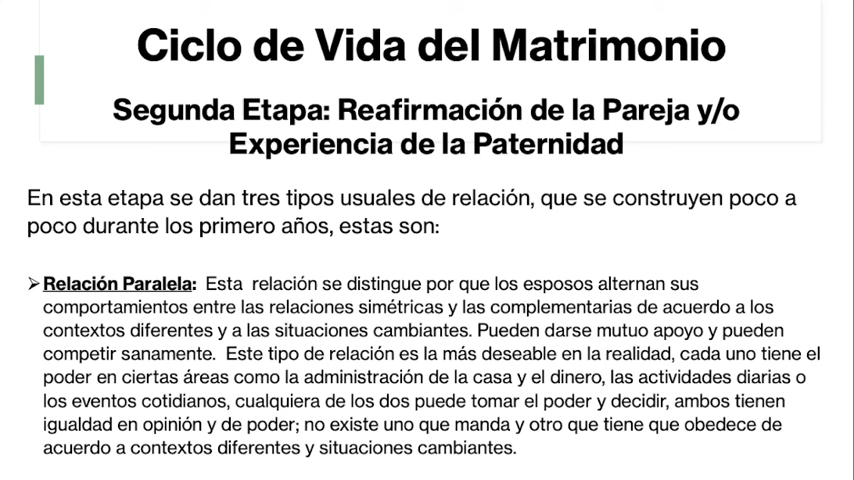 Ciclo de Vida del Matrimonio
Segunda Etapa: Reafirmación de la Pareja y/o
Experiencia de la Paternidad
En esta etapa se dan tres tipos usuales de relación, que se construyen poco a
poco durante los primero años, estas son:
➢Relación Paralela: Esta relación se distingue por que los esposos alternan sus
comportamientos entre las relaciones simétricas y las complementarias de acuerdo a los
contextos diferentes y a las situaciones cambiantes. Pueden darse mutuo apoyo y pueden
competir sanamente. Este tipo de relación es la más deseable en la realidad, cada uno tiene el
poder en ciertas áreas como la administración de la casa y el dinero, las actividades diarias o
los eventos cotidianos, cualquiera de los dos puede tomar el poder y decidir, ambos tienen
igualdad en opinión y de poder; no existe uno que manda y otro que tiene que obedece de
acuerdo a contextos diferentes y situaciones cambiantes.